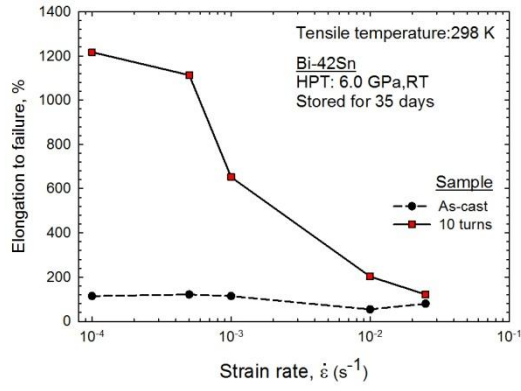 1400
1200
1000
800
600
400
200
0
Elongation to failure, %
Tensile temperature:298 K
Bi-42Sn
HPT: 6.0 GPa,RT
Stored for 35 days
Sample
As-cast
10 turns
10⁻⁴
10⁻³
10⁻²
10⁻¹
Strain rate, ε̇ (s⁻¹)